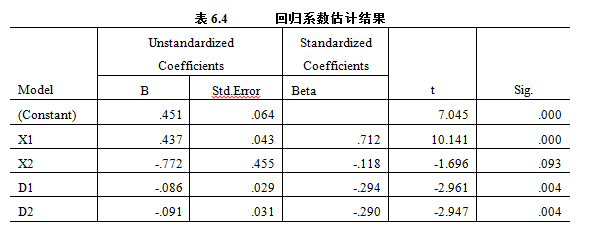 表 6.4 回归系数估计结果
Unstandardized Standardized
Coefficients Coefficients
Model B Std.Error Beta t Sig.
(Constant) .451 .064 7.045 .000
X1 .437 .043 .712 10.141 .000
X2 -.772 .455 -.118 -1.696 .093
D1 -.086 .029 -.294 -2.961 .004
D2 -.091 .031 -.290 -2.947 .004